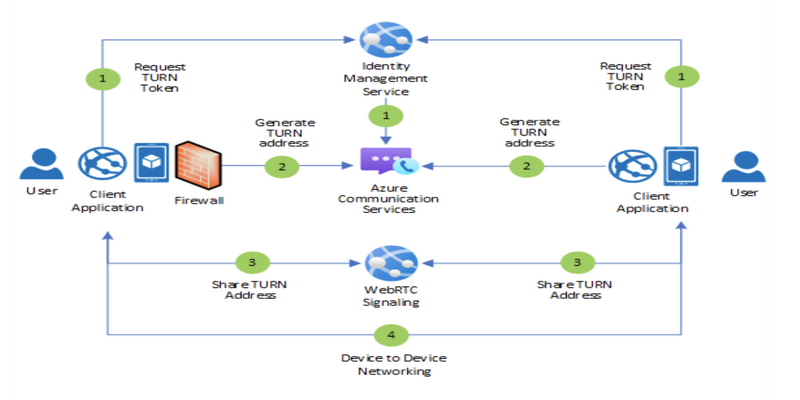 Request
TURN
Token
1
Identity
Management
Service
Request
TURN
Token
1
1
Generate
TURN
address
2
Generate
TURN
address
2
User
Client
Application
Firewall
Azure
Communication
Services
Client
Application
User
3
Share TURN
Address
WebRTC
Signaling
3
Share TURN
Address
4
Device to Device
Networking